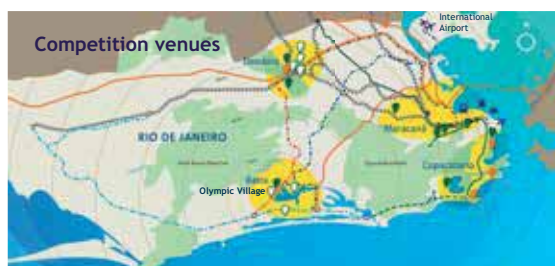 International
Airport
Competition venues
Deodoro
Maracanã
RIO DE JANEIRO
Copacabana
Barra
Olympic Village